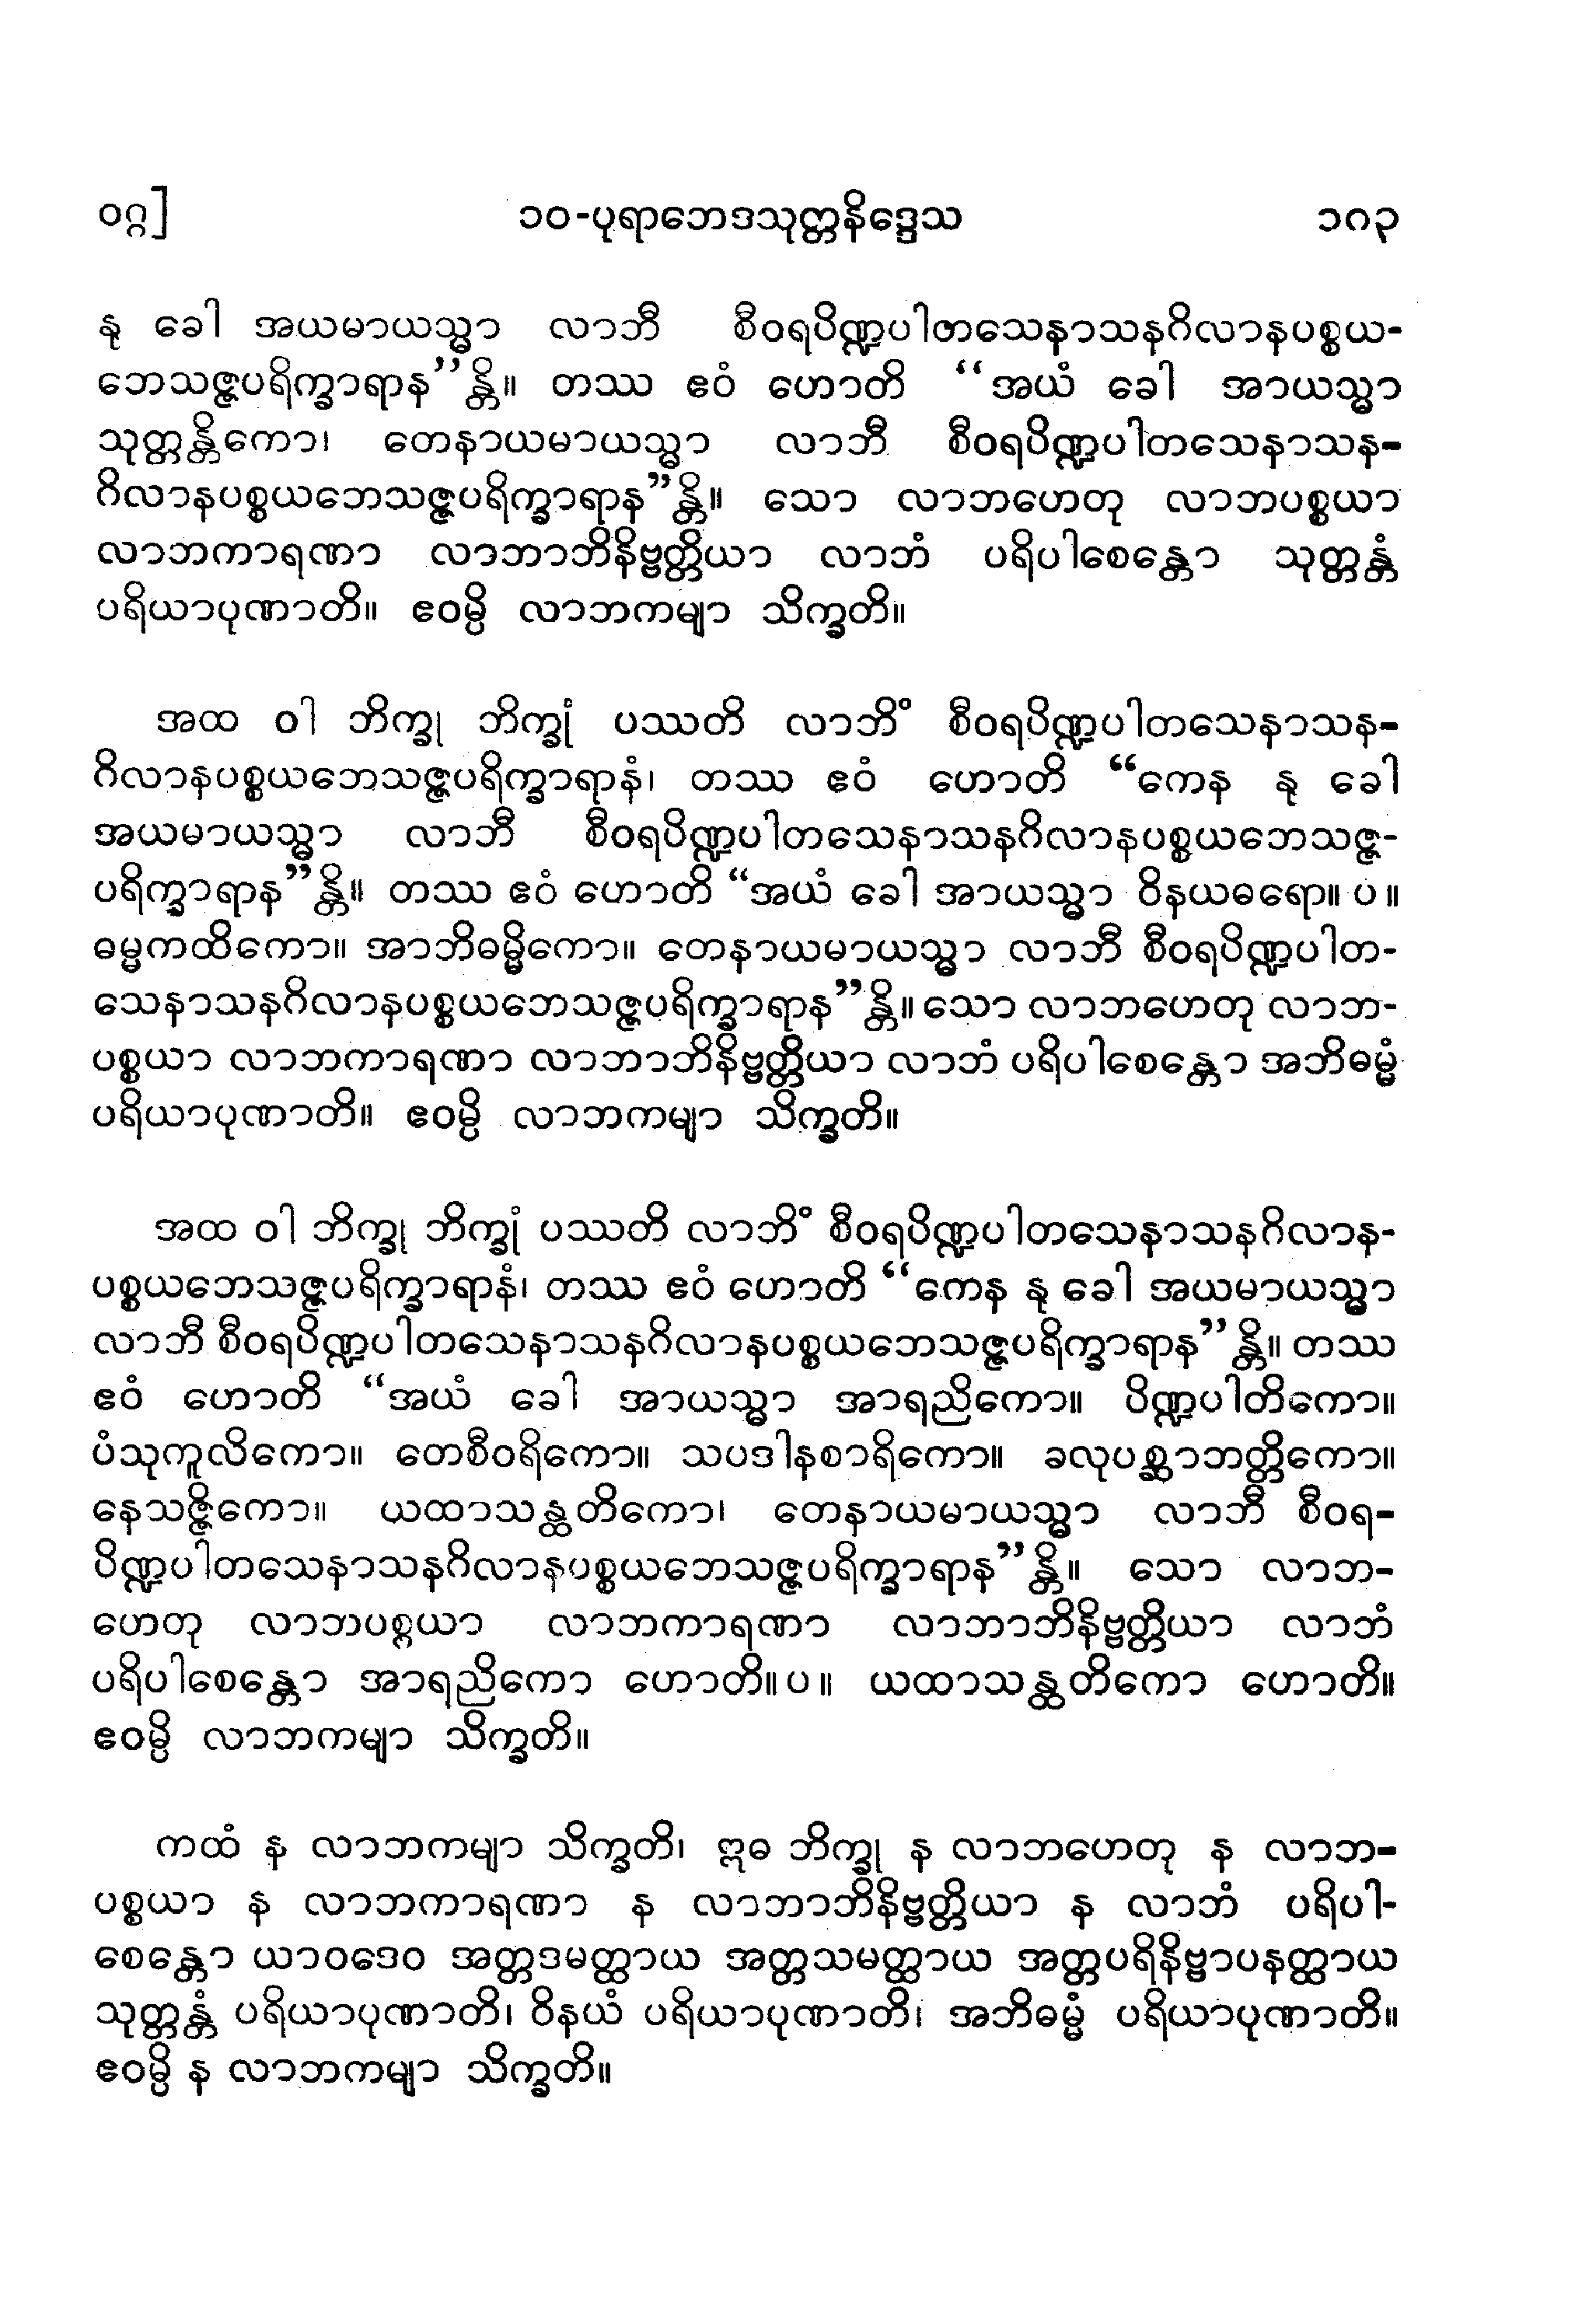 ဝဂ္ဂ] ၁၀-ပုရာဘေဒသုတ္တနိဒ္ဒေသ ၁၈၃
နု ခေါ အယမာယသ္မာ လာဘီ စီဝရပိဏ္ဍပါတသေနာသနဂိလာနပစ္စယ-
ဘေသဇ္ဇပရိက္ခာရာန”န္တိ။ တဿ ဧဝံ ဟောတိ “အယံ ခေါ အာယသ္မာ
သုတ္တန္တိကော၊ တေနာယမာယသ္မာ လာဘီ စီဝရပိဏ္ဍပါတသေနာသန-
ဂိလာနပစ္စယဘေသဇ္ဇပရိက္ခာရာန”န္တိ။ သော လာဘဟေတု လာဘပစ္စယာ
လာဘကာရဏာ လာဘာဘိနိဗ္ဗတ္တိယာ လာဘံ ပရိပါစေန္တော သုတ္တန္တံ
ပရိယာပုဏာတိ။ ဧဝမ္ပိ လာဘကမျာ သိက္ခတိ။
အထ ဝါ ဘိက္ခု ဘိက္ခုံ ပဿတိ လာဘိံ စီဝရပိဏ္ဍပါတသေနာသန-
ဂိလာနပစ္စယဘေသဇ္ဇပရိက္ခာရာနံ၊ တဿ ဧဝံ ဟောတိ “ကေန နု ခေါ
အယမာယသ္မာ လာဘီ စီဝရပိဏ္ဍပါတသေနာသနဂိလာနပစ္စယဘေသဇ္ဇ-
ပရိက္ခာရာန”န္တိ။ တဿ ဧဝံ ဟောတိ “အယံ ခေါ အာယသ္မာ ဝိနယဓရော။ ပ ။
ဓမ္မကထိကော။ အာဘိဓမ္မိကော။ တေနာယမာယသ္မာ လာဘီ စီဝရပိဏ္ဍပါတ-
သေနာသနဂိလာနပစ္စယဘေသဇ္ဇပရိက္ခာရာန”န္တိ။ သော လာဘဟေတု လာဘ-
ပစ္စယာ လာဘကာရဏာ လာဘာဘိနိဗ္ဗတ္တိယာ လာဘံ ပရိပါစေန္တော အဘိဓမ္မံ
ပရိယာပုဏာတိ။ ဧဝမ္ပိ လာဘကမျာ သိက္ခတိ။
အထ ဝါ ဘိက္ခု ဘိက္ခုံ ပဿတိ လာဘိံ စီဝရပိဏ္ဍပါတသေနာသနဂိလာန-
ပစ္စယဘေသဇ္ဇပရိက္ခာရာနံ၊ တဿ ဧဝံ ဟောတိ “ကေန နု ခေါ အယမာယသ္မာ
လာဘီ စီဝရပိဏ္ဍပါတသေနာသနဂိလာနပစ္စယဘေသဇ္ဇပရိက္ခာရာန”န္တိ။ တဿ
ဧဝံ ဟောတိ “အယံ ခေါ အာယသ္မာ အာရညိကော။ ပိဏ္ဍပါတိကော။
ပံသုကူလိကော။ တေစီဝရိကော။ သပဒါနစာရိကော။ ခလုပစ္ဆာဘတ္တိကော။
နေသဇ္ဇိကော။ ယထာသန္ထတိကော၊ တေနာယမာယသ္မာ လာဘီ စီဝရ-
ပိဏ္ဍပါတသေနာသနဂိလာနပစ္စယဘေသဇ္ဇပရိက္ခာရာန”န္တိ။ သော လာဘ-
ဟေတု လာဘပစ္စယာ လာဘကာရဏာ လာဘာဘိနိဗ္ဗတ္တိယာ လာဘံ
ပရိပါစေန္တော အာရညိကော ဟောတိ။ ပ ။ ယထာသန္ထတိကော ဟောတိ။
ဧဝမ္ပိ လာဘကမျာ သိက္ခတိ။
ကထံ န လာဘကမျာ သိက္ခတိ၊ ဣဓ ဘိက္ခု န လာဘဟေတု န လာဘ-
ပစ္စယာ န လာဘကာရဏာ န လာဘာဘိနိဗ္ဗတ္တိယာ န လာဘံ ပရိပါ-
စေန္တော ယာဝဒေဝ အတ္တဒမတ္ထာယ အတ္တသမတ္ထာယ အတ္တပရိနိဗ္ဗာပနတ္ထာယ
သုတ္တန္တံ ပရိယာပုဏာတိ၊ ဝိနယံ ပရိယာပုဏာတိ၊ အဘိဓမ္မံ ပရိယာပုဏာတိ။
ဧဝမ္ပိ န လာဘကမျာ သိက္ခတိ။